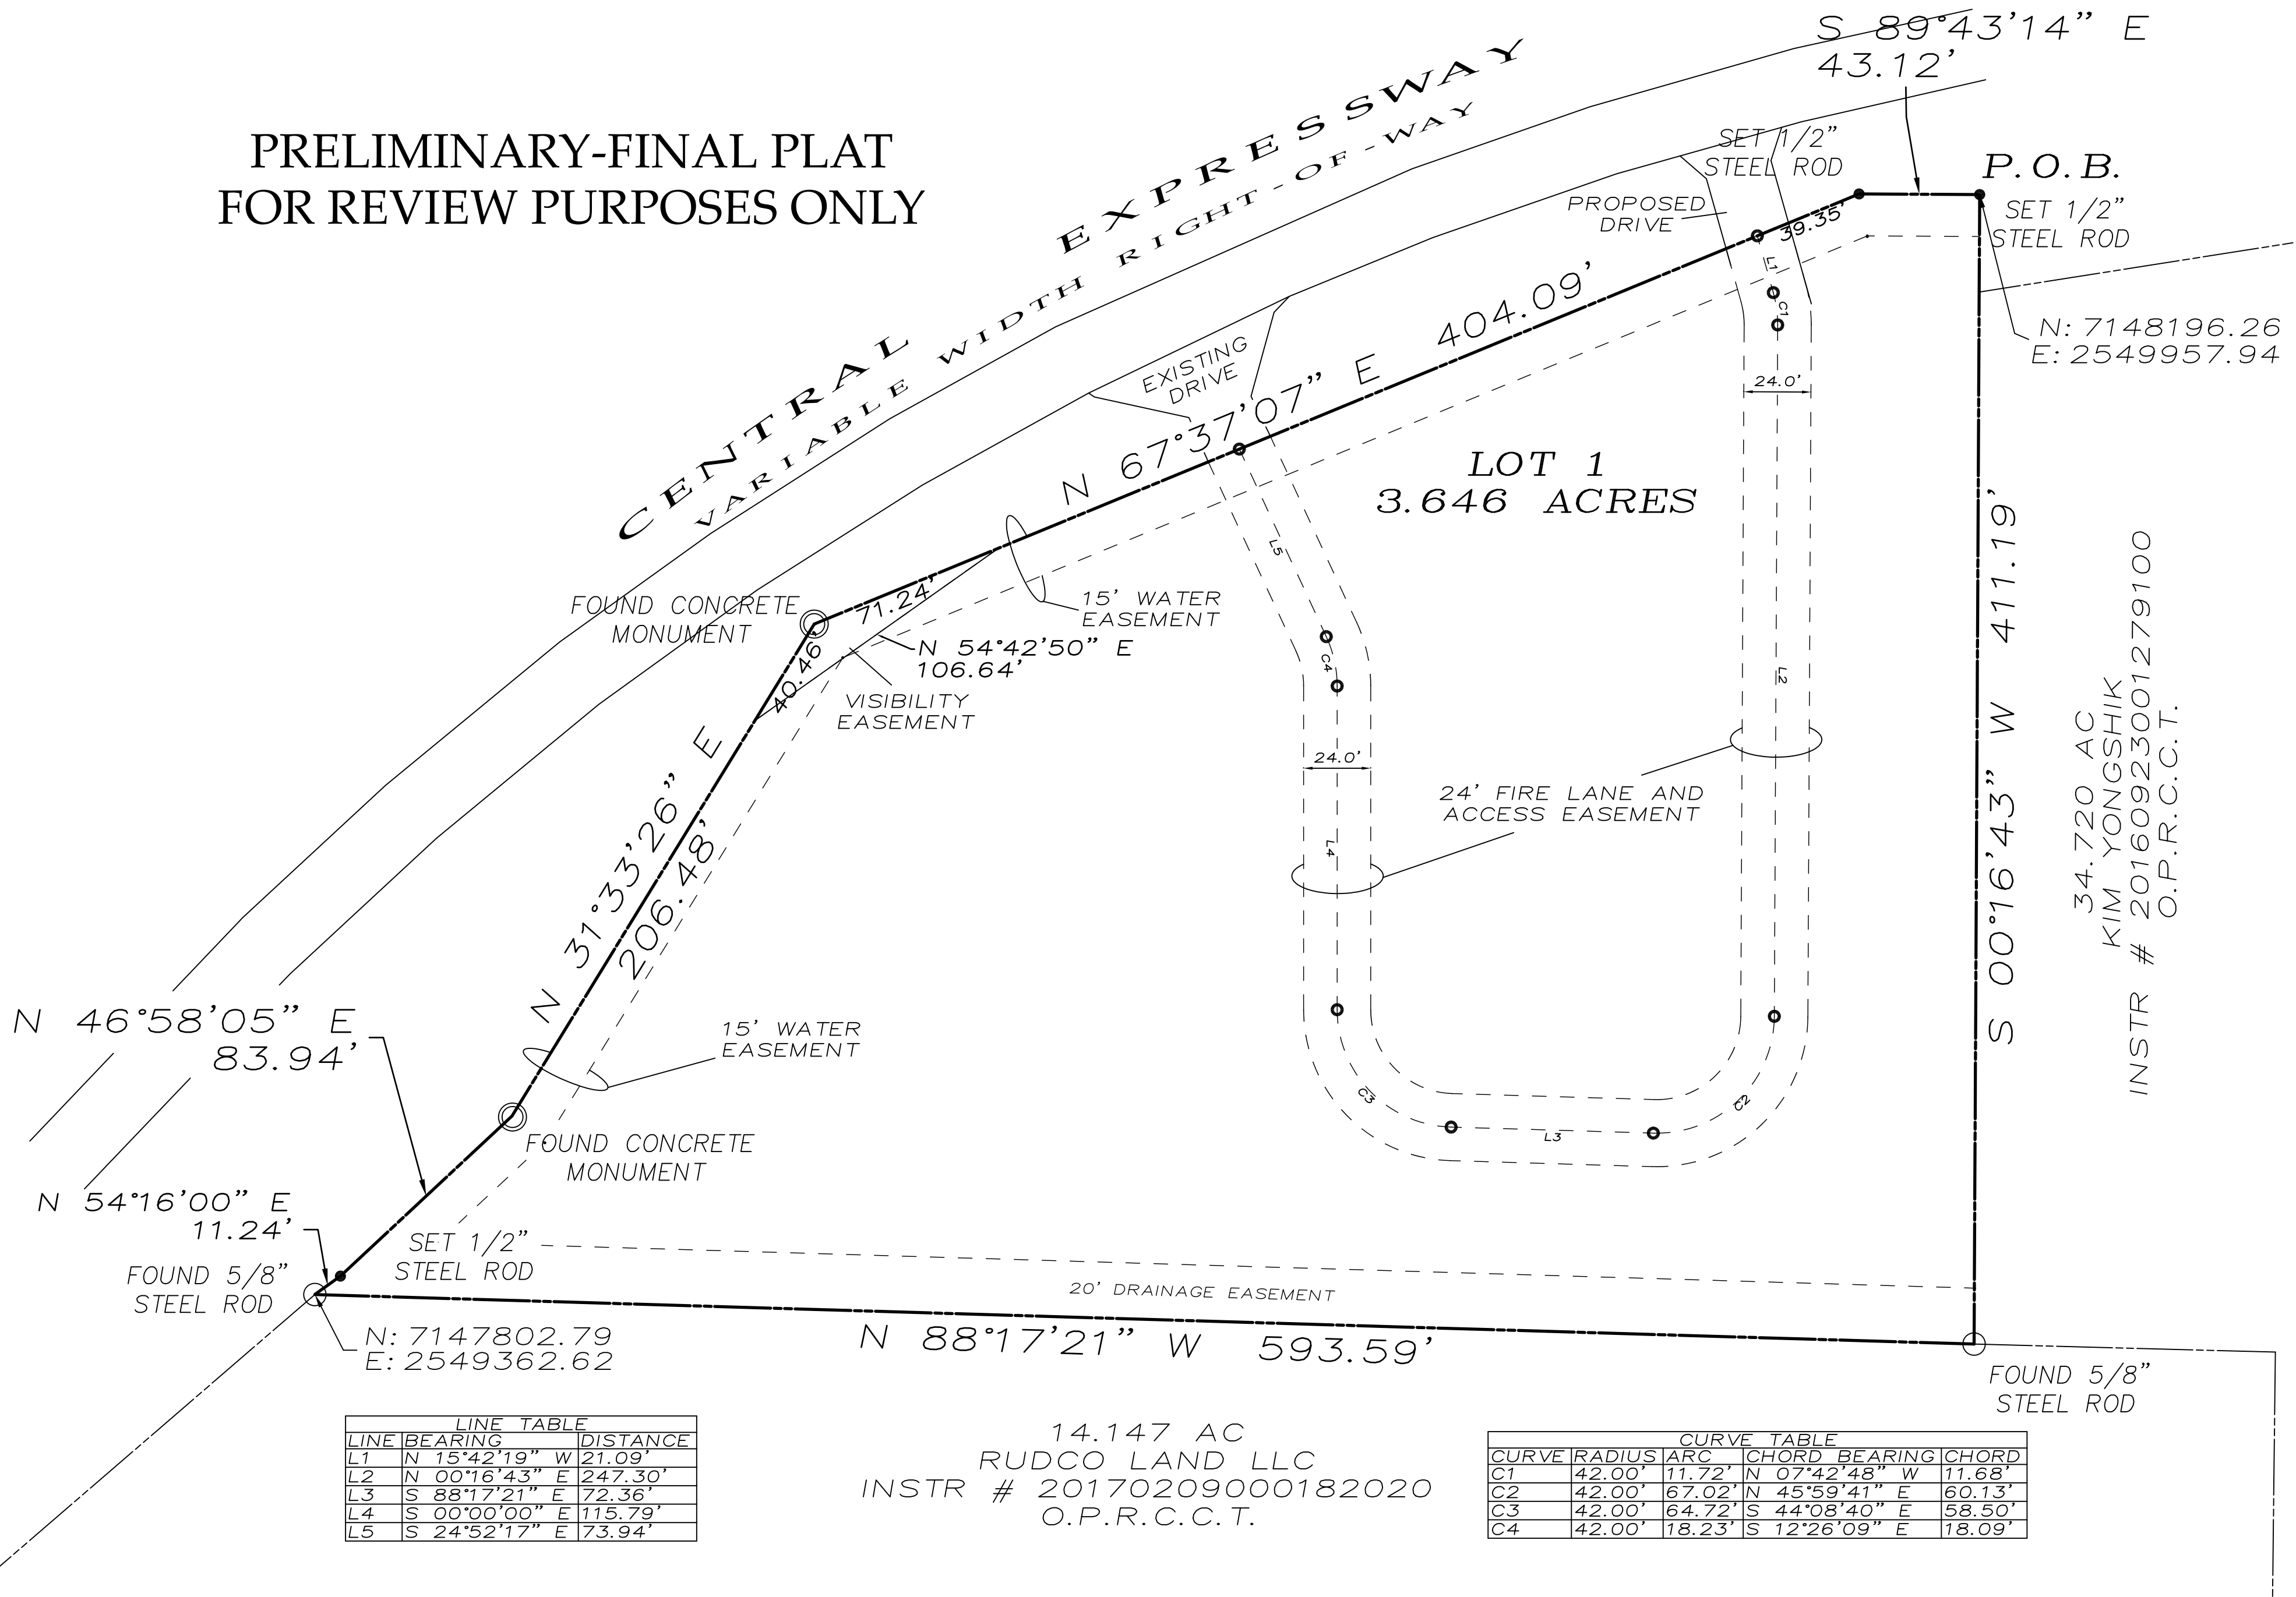 S 89°43'14" E
43.12'
PRELIMINARY-FINAL PLAT
FOR REVIEW PURPOSES ONLY
CENTRAL EXPRESSWAY
VARIABLE WIDTH RIGHT-OF-WAY
SET 1/2"
STEEL ROD
P.O.B.
SET 1/2"
STEEL ROD
PROPOSED
DRIVE
39.35'
L1
C1
N: 7148196.26
E: 2549957.94
EXISTING
DRIVE
N 67°37'07" E 404.09'
24.0'
LOT 1
3.646 ACRES
L5
FOUND CONCRETE
MONUMENT
71.24'
40.46'
15' WATER
EASEMENT
N 54°42'50" E
106.64'
VISIBILITY
EASEMENT
C4
L2
24.0'
24' FIRE LANE AND
ACCESS EASEMENT
L4
S 00°16'43" W 411.19'
34.720 AC
KIM YONGSHIK
INSTR # 20160923001279100
O.P.R.C.C.T.
N 31°33'26" E
206.48'
N 46°58'05" E
83.94'
15' WATER
EASEMENT
FOUND CONCRETE
MONUMENT
C3
C2
L3
N 54°16'00" E
11.24'
SET 1/2"
STEEL ROD
FOUND 5/8"
STEEL ROD
20' DRAINAGE EASEMENT
N: 7147802.79
E: 2549362.62
N 88°17'21" W 593.59'
FOUND 5/8"
STEEL ROD
LINE TABLE
LINE BEARING DISTANCE
L1 N 15°42'19" W 21.09'
L2 N 00°16'43" E 247.30'
L3 S 88°17'21" E 72.36'
L4 S 00°00'00" E 115.79'
L5 S 24°52'17" E 73.94'
14.147 AC
RUDCO LAND LLC
INSTR # 20170209000182020
O.P.R.C.C.T.
CURVE TABLE
CURVE RADIUS ARC CHORD BEARING CHORD
C1 42.00' 11.72' N 07°42'48" W 11.68'
C2 42.00' 67.02' N 45°59'41" E 60.13'
C3 42.00' 64.72' S 44°08'40" E 58.50'
C4 42.00' 18.23' S 12°26'09" E 18.09'